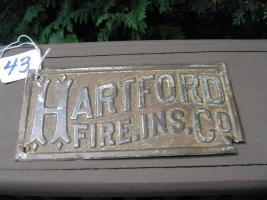 43
HARTFORD
FIRE, INS, Co